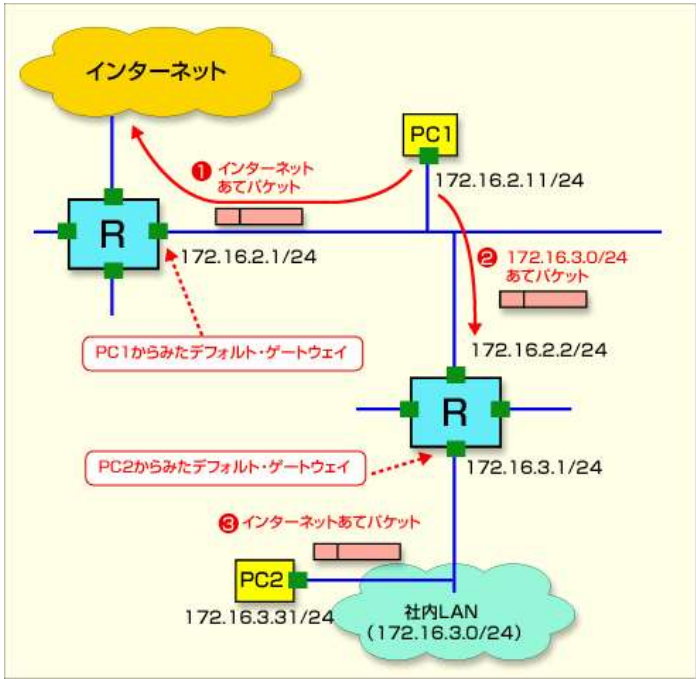 インターネット
PC1
❶ インターネット
あてパケット
172.16.2.11/24
R
172.16.2.1/24
❷ 172.16.3.0/24
あてパケット
PC1からみたデフォルト・ゲートウェイ
172.16.2.2/24
R
PC2からみたデフォルト・ゲートウェイ
172.16.3.1/24
❸ インターネットあてパケット
PC2
172.16.3.31/24
社内LAN
(172.16.3.0/24)